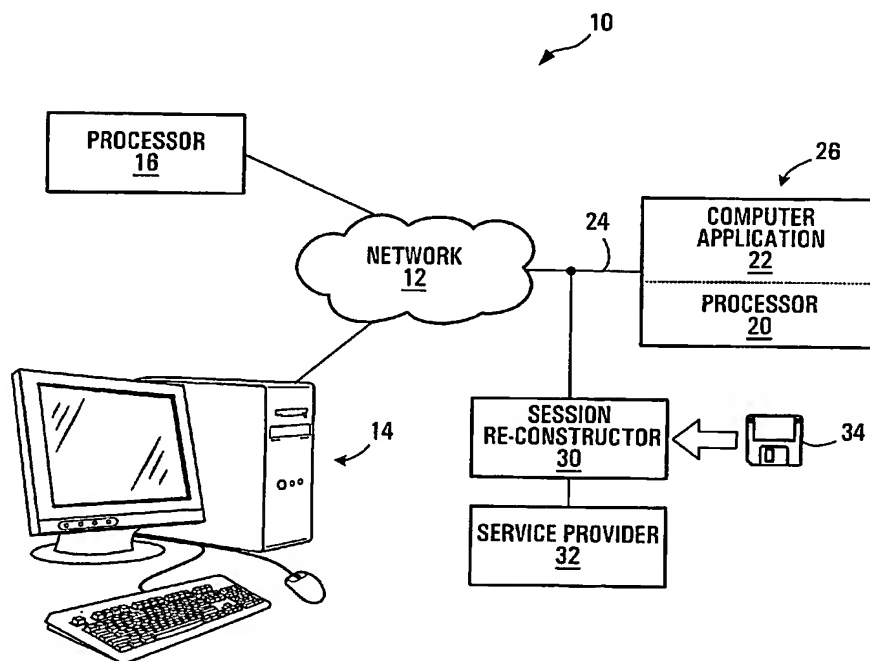 10
PROCESSOR
16
26
COMPUTER
APPLICATION
22
24
NETWORK
12
PROCESSOR
20
SESSION
RE-CONSTRUCTOR
30
34
14
SERVICE PROVIDER
32